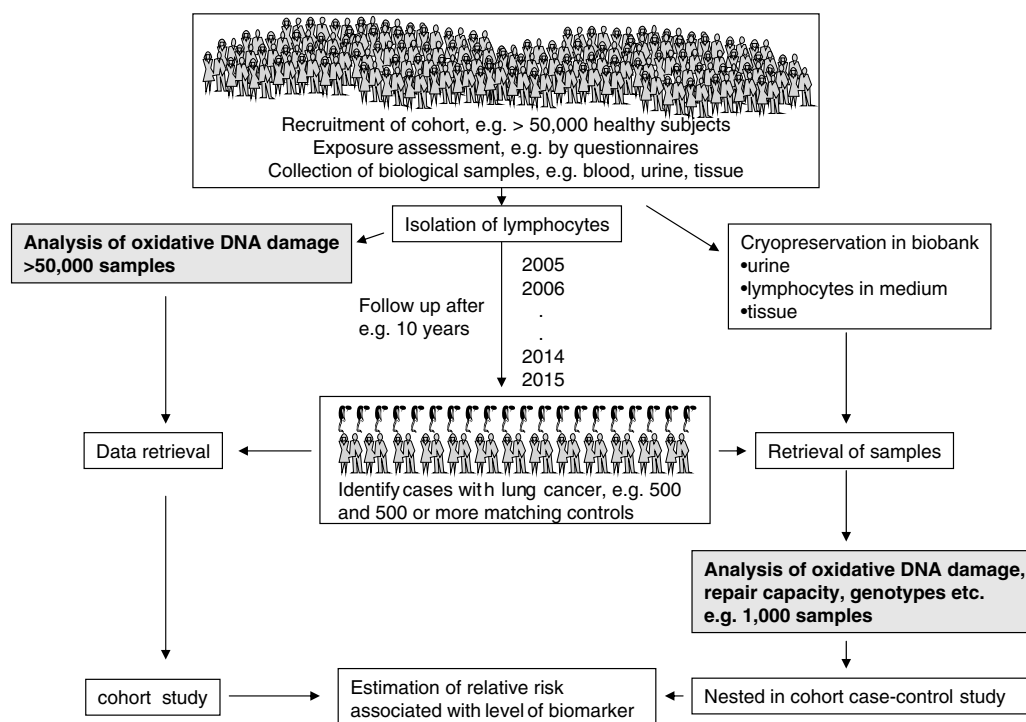 Recruitment of cohort, e.g. > 50,000 healthy subjects
Exposure assessment, e.g. by questionnaires
Collection of biological samples, e.g. blood, urine, tissue
Isolation of lymphocytes
Analysis of oxidative DNA damage
>50,000 samples
Cryopreservation in biobank
•urine
•lymphocytes in medium
•tissue
Follow up after
e.g. 10 years
2005
2006
.
.
2014
2015
Data retrieval
Identify cases with lung cancer, e.g. 500
and 500 or more matching controls
Retrieval of samples
Analysis of oxidative DNA damage,
repair capacity, genotypes etc.
e.g. 1,000 samples
cohort study
Estimation of relative risk
associated with level of biomarker
Nested in cohort case-control study